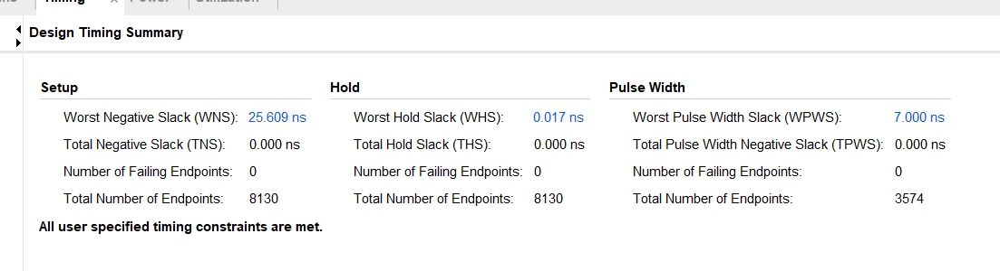 Timing
Power
Utilization
Design Timing Summary
Setup
Worst Negative Slack (WNS): 25.609 ns
Total Negative Slack (TNS): 0.000 ns
Number of Failing Endpoints: 0
Total Number of Endpoints: 8130
Hold
Worst Hold Slack (WHS): 0.017 ns
Total Hold Slack (THS): 0.000 ns
Number of Failing Endpoints: 0
Total Number of Endpoints: 8130
Pulse Width
Worst Pulse Width Slack (WPWS): 7.000 ns
Total Pulse Width Negative Slack (TPWS): 0.000 ns
Number of Failing Endpoints: 0
Total Number of Endpoints: 3574
All user specified timing constraints are met.